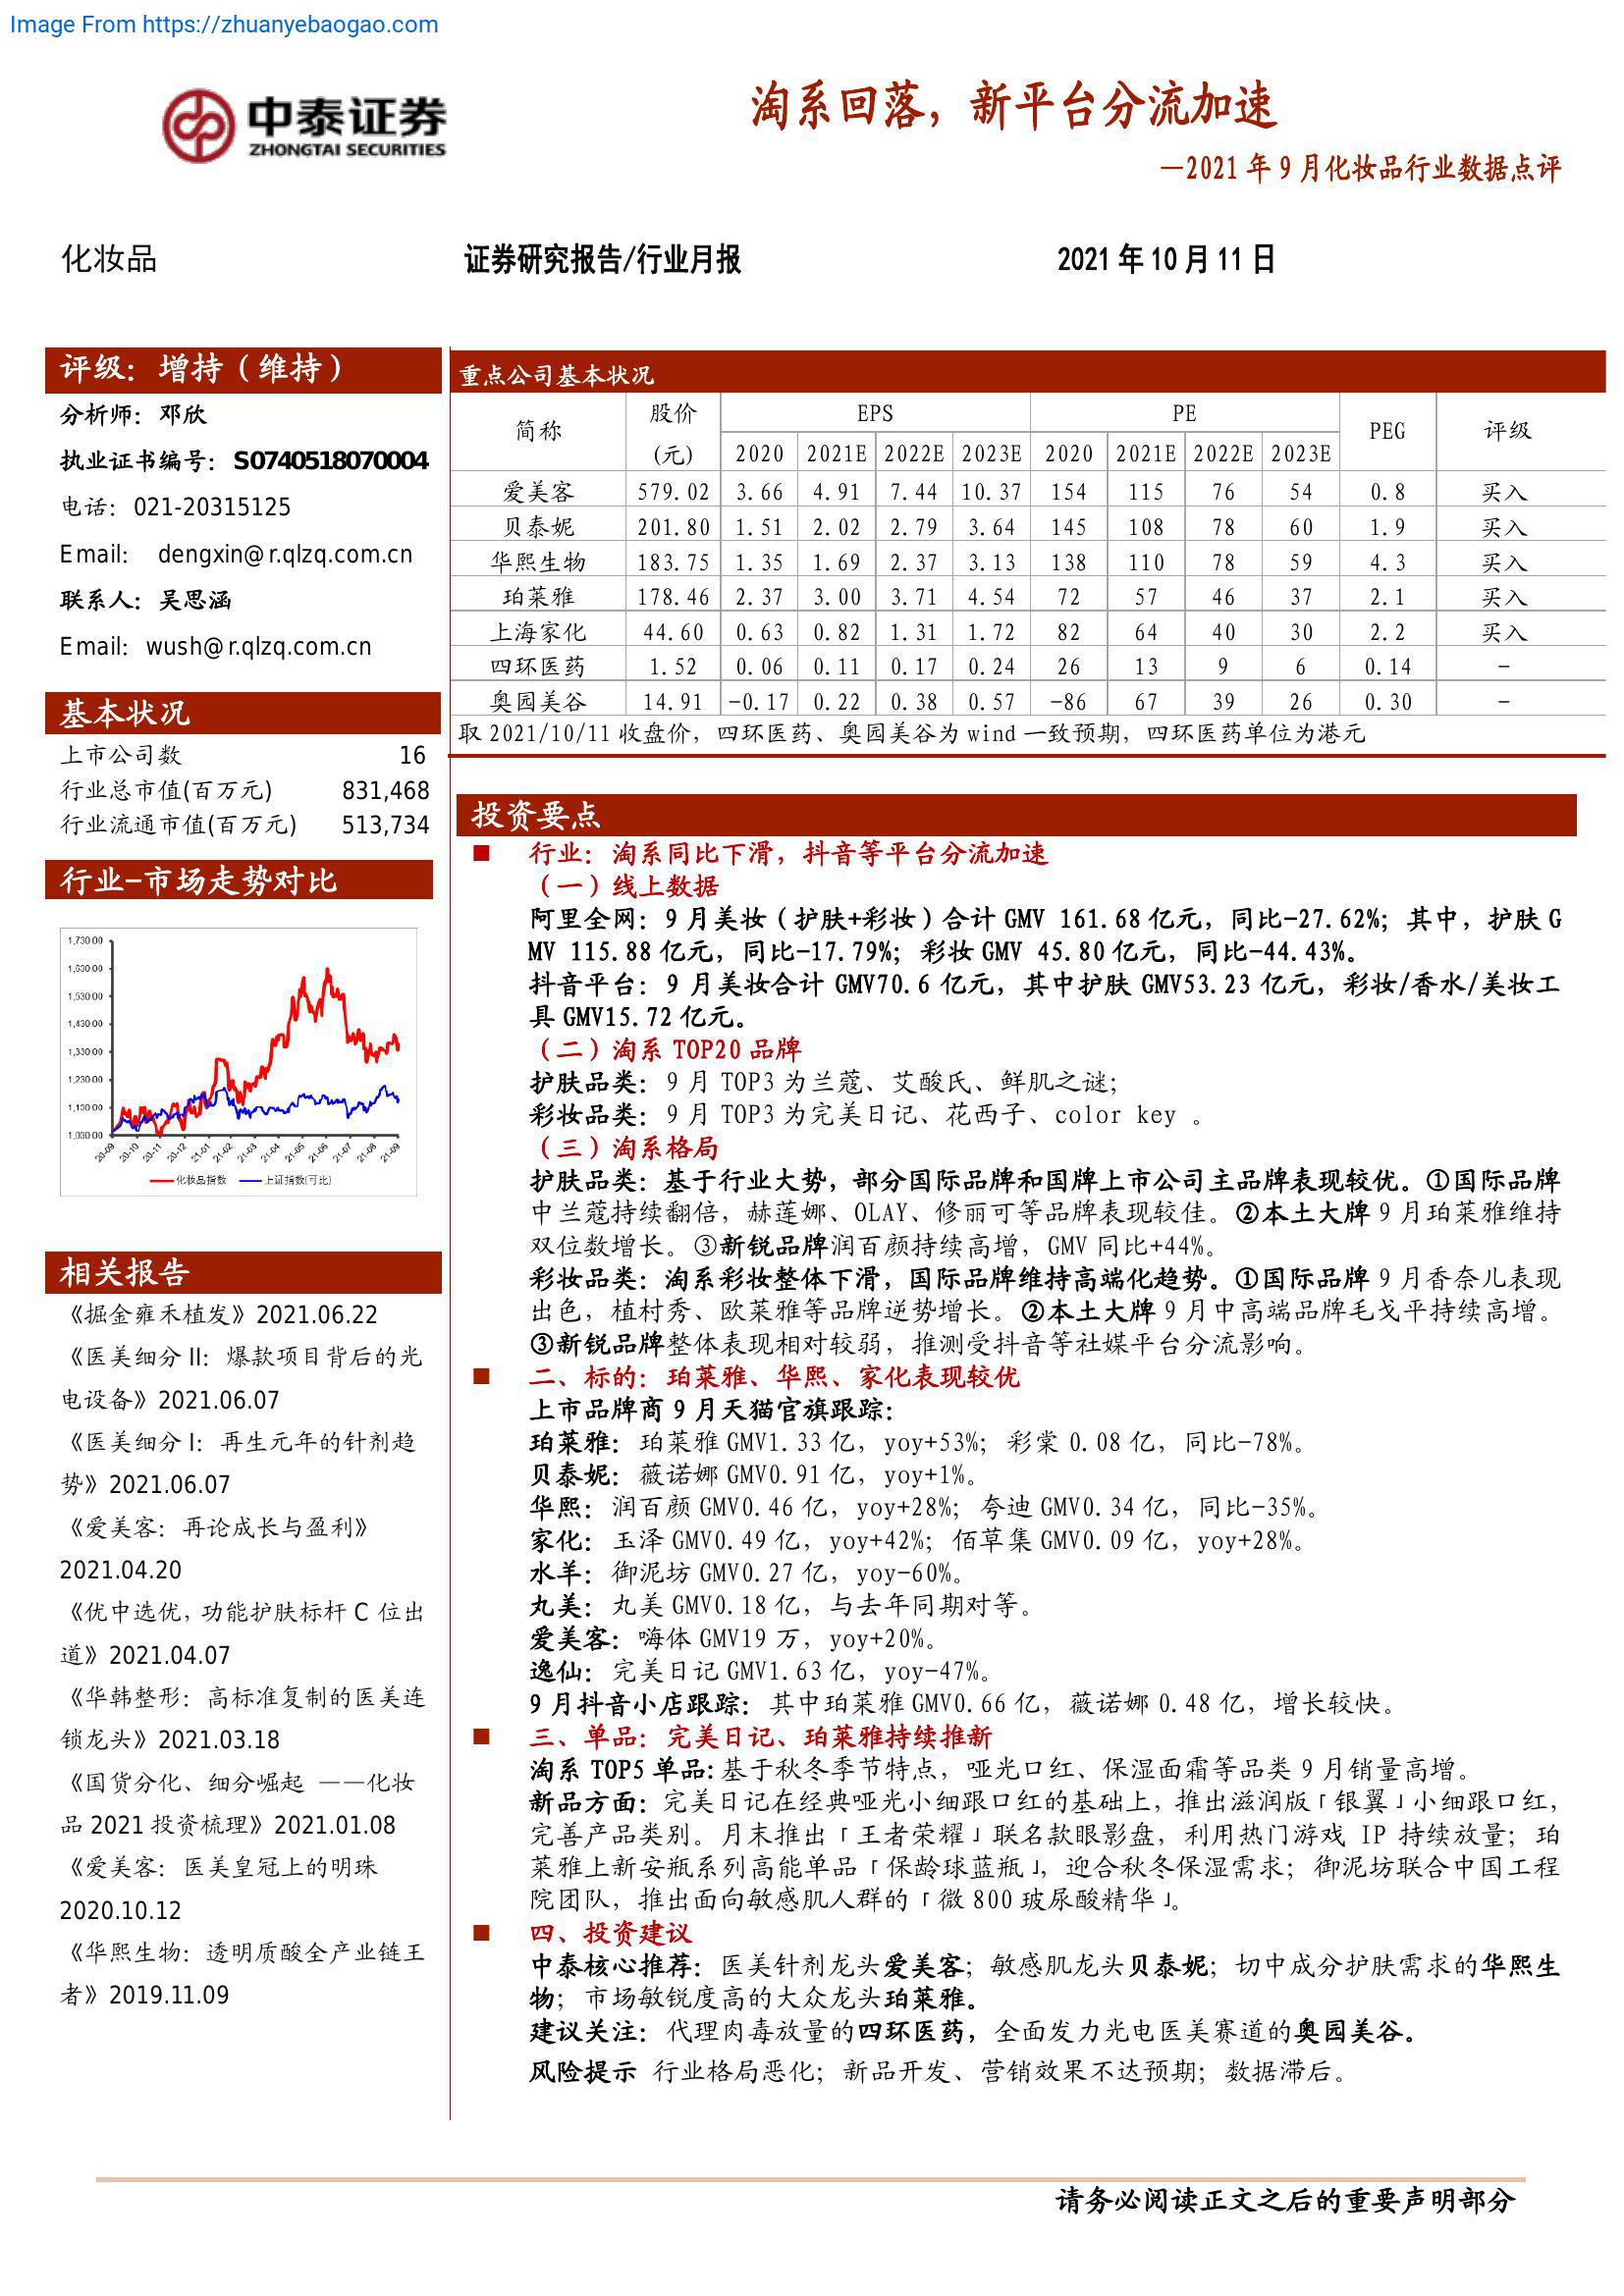 Image From https://zhuanyebaogao.com
中泰证券
ZHONGTAI SECURITIES
淘系回落，新平台分流加速
—2021 年 9 月化妆品行业数据点评
化妆品
证券研究报告/行业月报
2021 年 10 月 11 日
评级：增持（维持）
分析师：邓欣
执业证书编号：S0740518070004
电话：021-20315125
Email： dengxin@r.qlzq.com.cn
联系人：吴思涵
Email：wush@r.qlzq.com.cn
基本状况
上市公司数 16
行业总市值(百万元) 831,468
行业流通市值(百万元) 513,734
行业-市场走势对比
1,730.00
1,630.00
1,530.00
1,430.00
1,330.00
1,230.00
1,130.00
1,030.00
20-09 20-10 20-11 20-12 21-01 21-02 21-03 21-04 21-05 21-06 21-07 21-08 21-09
化妆品指数 上证指数(可比)
相关报告
《掘金雍禾植发》2021.06.22
《医美细分 II：爆款项目背后的光
电设备》2021.06.07
《医美细分 I：再生元年的针剂趋
势》2021.06.07
《爱美客：再论成长与盈利》
2021.04.20
《优中选优，功能护肤标杆 C 位出
道》2021.04.07
《华韩整形：高标准复制的医美连
锁龙头》2021.03.18
《国货分化、细分崛起 ——化妆
品 2021 投资梳理》2021.01.08
《爱美客：医美皇冠上的明珠
2020.10.12
《华熙生物：透明质酸全产业链王
者》2019.11.09
重点公司基本状况
简称 股价 (元) EPS PE PEG 评级
2020 2021E 2022E 2023E 2020 2021E 2022E 2023E
爱美客 579.02 3.66 4.91 7.44 10.37 154 115 76 54 0.8 买入
贝泰妮 201.80 1.51 2.02 2.79 3.64 145 108 78 60 1.9 买入
华熙生物 183.75 1.35 1.69 2.37 3.13 138 110 78 59 4.3 买入
珀莱雅 178.46 2.37 3.00 3.71 4.54 72 57 46 37 2.1 买入
上海家化 44.60 0.63 0.82 1.31 1.72 82 64 40 30 2.2 买入
四环医药 1.52 0.06 0.11 0.17 0.24 26 13 9 6 0.14 -
奥园美谷 14.91 -0.17 0.22 0.38 0.57 -86 67 39 26 0.30 -
取 2021/10/11 收盘价，四环医药、奥园美谷为 wind 一致预期，四环医药单位为港元
投资要点
■ 行业：淘系同比下滑，抖音等平台分流加速
（一）线上数据
阿里全网：9 月美妆（护肤+彩妆）合计 GMV 161.68 亿元，同比-27.62%；其中，护肤 G
MV 115.88 亿元，同比-17.79%；彩妆 GMV 45.80 亿元，同比-44.43%。
抖音平台：9 月美妆合计 GMV70.6 亿元，其中护肤 GMV53.23 亿元，彩妆/香水/美妆工
具 GMV15.72 亿元。
（二）淘系 TOP20 品牌
护肤品类：9 月 TOP3 为兰蔻、艾酸氏、鲜肌之谜；
彩妆品类：9 月 TOP3 为完美日记、花西子、color key 。
（三）淘系格局
护肤品类：基于行业大势，部分国际品牌和国牌上市公司主品牌表现较优。①国际品牌
中兰蔻持续翻倍，赫莲娜、OLAY、修丽可等品牌表现较佳。②本土大牌 9 月珀莱雅维持
双位数增长。③新锐品牌润百颜持续高增，GMV 同比+44%。
彩妆品类：淘系彩妆整体下滑，国际品牌维持高端化趋势。①国际品牌 9 月香奈儿表现
出色，植村秀、欧莱雅等品牌逆势增长。②本土大牌 9 月中高端品牌毛戈平持续高增。
③新锐品牌整体表现相对较弱，推测受抖音等社媒平台分流影响。
■ 二、标的：珀莱雅、华熙、家化表现较优
上市品牌商 9 月天猫官旗跟踪：
珀莱雅：珀莱雅 GMV1.33 亿，yoy+53%；彩棠 0.08 亿，同比-78%。
贝泰妮：薇诺娜 GMV0.91 亿，yoy+1%。
华熙：润百颜 GMV0.46 亿，yoy+28%；夸迪 GMV0.34 亿，同比-35%。
家化：玉泽 GMV0.49 亿，yoy+42%；佰草集 GMV0.09 亿，yoy+28%。
水羊：御泥坊 GMV0.27 亿，yoy-60%。
丸美：丸美 GMV0.18 亿，与去年同期对等。
爱美客：嗨体 GMV19 万，yoy+20%。
逸仙：完美日记 GMV1.63 亿，yoy-47%。
9 月抖音小店跟踪：其中珀莱雅 GMV0.66 亿，薇诺娜 0.48 亿，增长较快。
■ 三、单品：完美日记、珀莱雅持续推新
淘系 TOP5 单品：基于秋冬季节特点，哑光口红、保湿面霜等品类 9 月销量高增。
新品方面：完美日记在经典哑光小细跟口红的基础上，推出滋润版「银翼」小细跟口红，
完善产品类别。月末推出「王者荣耀」联名款眼影盘，利用热门游戏 IP 持续放量；珀
莱雅上新安瓶系列高能单品「保龄球蓝瓶」，迎合秋冬保湿需求；御泥坊联合中国工程
院团队，推出面向敏感肌人群的「微 800 玻尿酸精华」。
■ 四、投资建议
中泰核心推荐：医美针剂龙头爱美客；敏感肌龙头贝泰妮；切中成分护肤需求的华熙生
物；市场敏锐度高的大众龙头珀莱雅。
建议关注：代理肉毒放量的四环医药，全面发力光电医美赛道的奥园美谷。
风险提示 行业格局恶化；新品开发、营销效果不达预期；数据滞后。
请务必阅读正文之后的重要声明部分